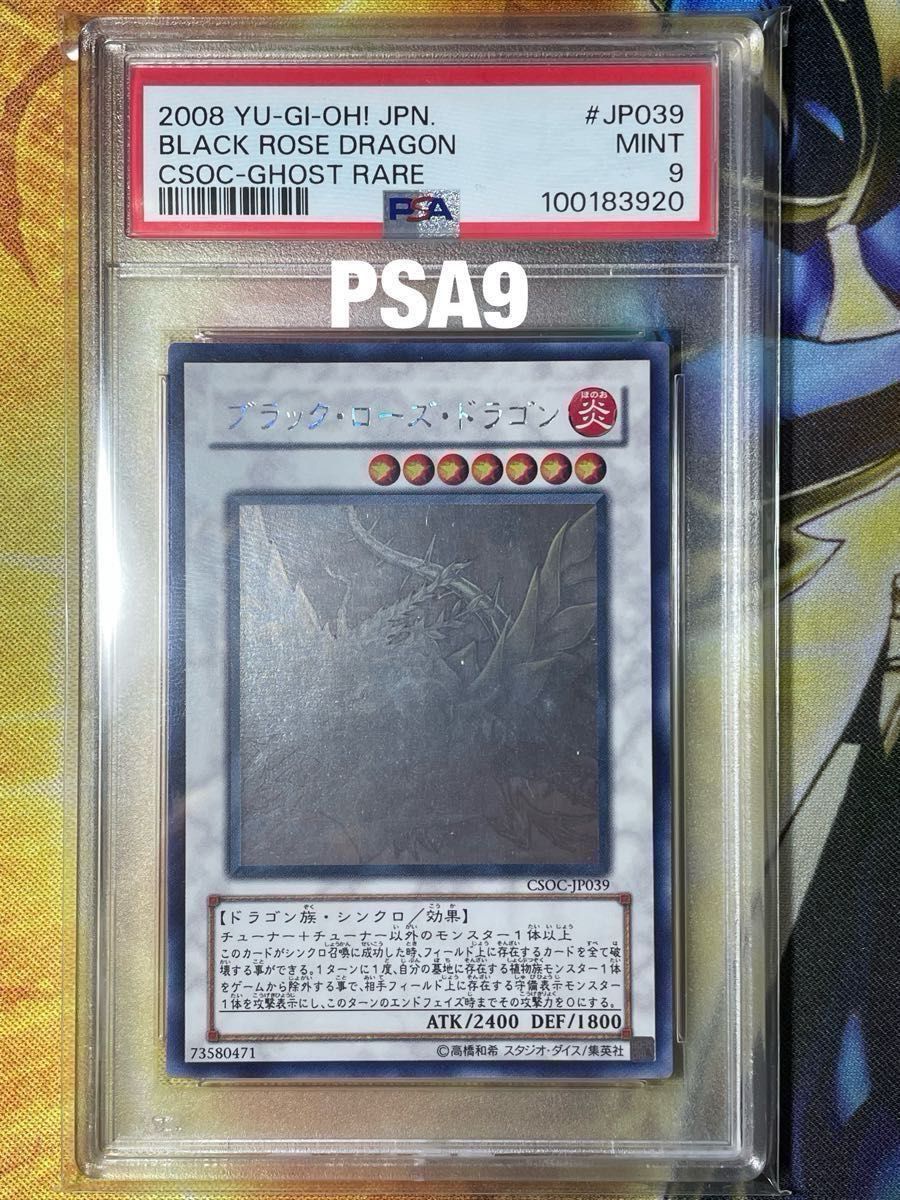 2008 YU-GI-OH! JPN. #JP039
BLACK ROSE DRAGON MINT
CSOC-GHOST RARE 9
PSA 100183920
PSA9
ブラック・ローズ・ドラゴン
ほのお
炎
CSOC-JP039
【ドラゴン族・シンクロ/効果】
チューナー+チューナー以外のモンスター1体以上
このカードがシンクロ召喚に成功した時、フィールド上に存在するカードを全て破
壊する事ができる。1ターンに1度、自分の墓地に存在する植物族モンスター1体
をゲームから除外する事で、相手フィールド上に存在する守備表示モンスター
1体を攻撃表示にし、このターンのエンドフェイズ時までその攻撃力を0にする。
ATK/2400 DEF/1800
73580471 ©高橋和希 スタジオ・ダイス/集英社